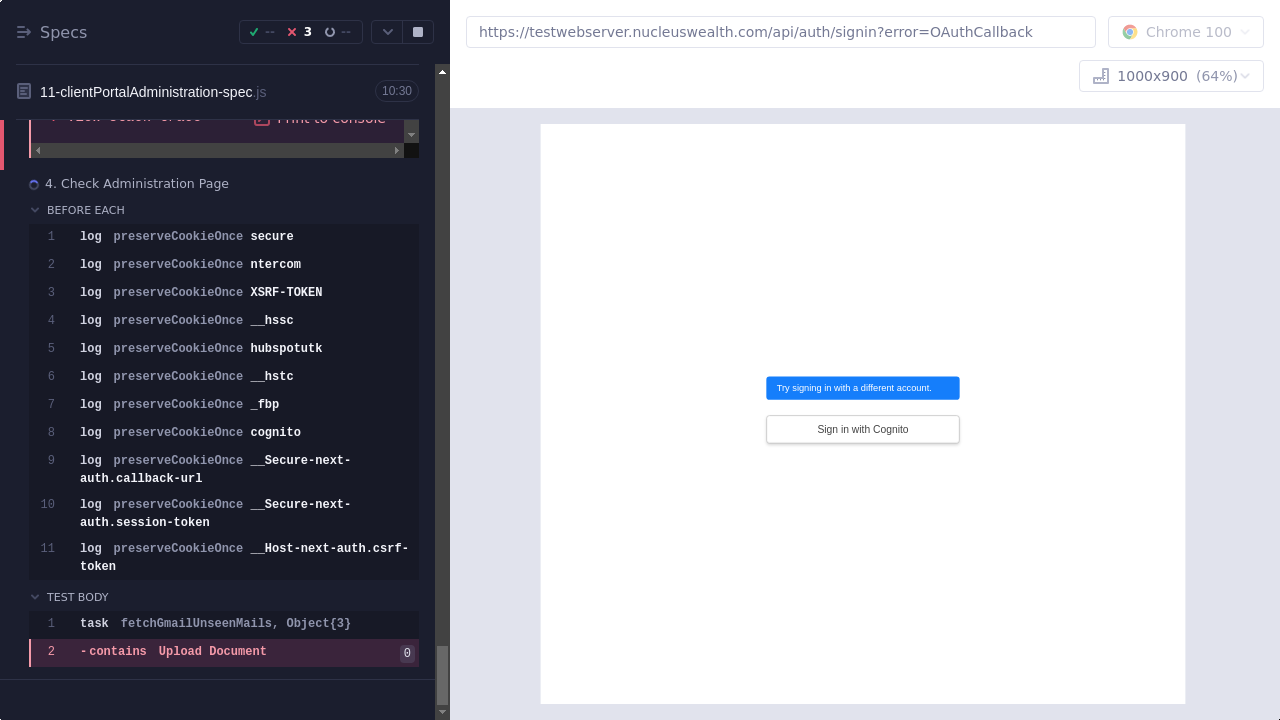 Specs
-- 3 --
11-clientPortalAdministration-spec.js 10:30
4. Check Administration Page
BEFORE EACH
1 log preserveCookieOnce secure
2 log preserveCookieOnce ntercom
3 log preserveCookieOnce XSRF-TOKEN
4 log preserveCookieOnce __hssc
5 log preserveCookieOnce hubspotutk
6 log preserveCookieOnce __hstc
7 log preserveCookieOnce _fbp
8 log preserveCookieOnce cognito
9 log preserveCookieOnce __Secure-next-
auth.callback-url
10 log preserveCookieOnce __Secure-next-
auth.session-token
11 log preserveCookieOnce __Host-next-auth.csrf-
token
TEST BODY
1 task fetchGmailUnseenMails, Object{3}
2 -contains Upload Document 0
https://testwebserver.nucleuswealth.com/api/auth/signin?error=OAuthCallback
Chrome 100
1000x900 (64%)
Try signing in with a different account.
Sign in with Cognito